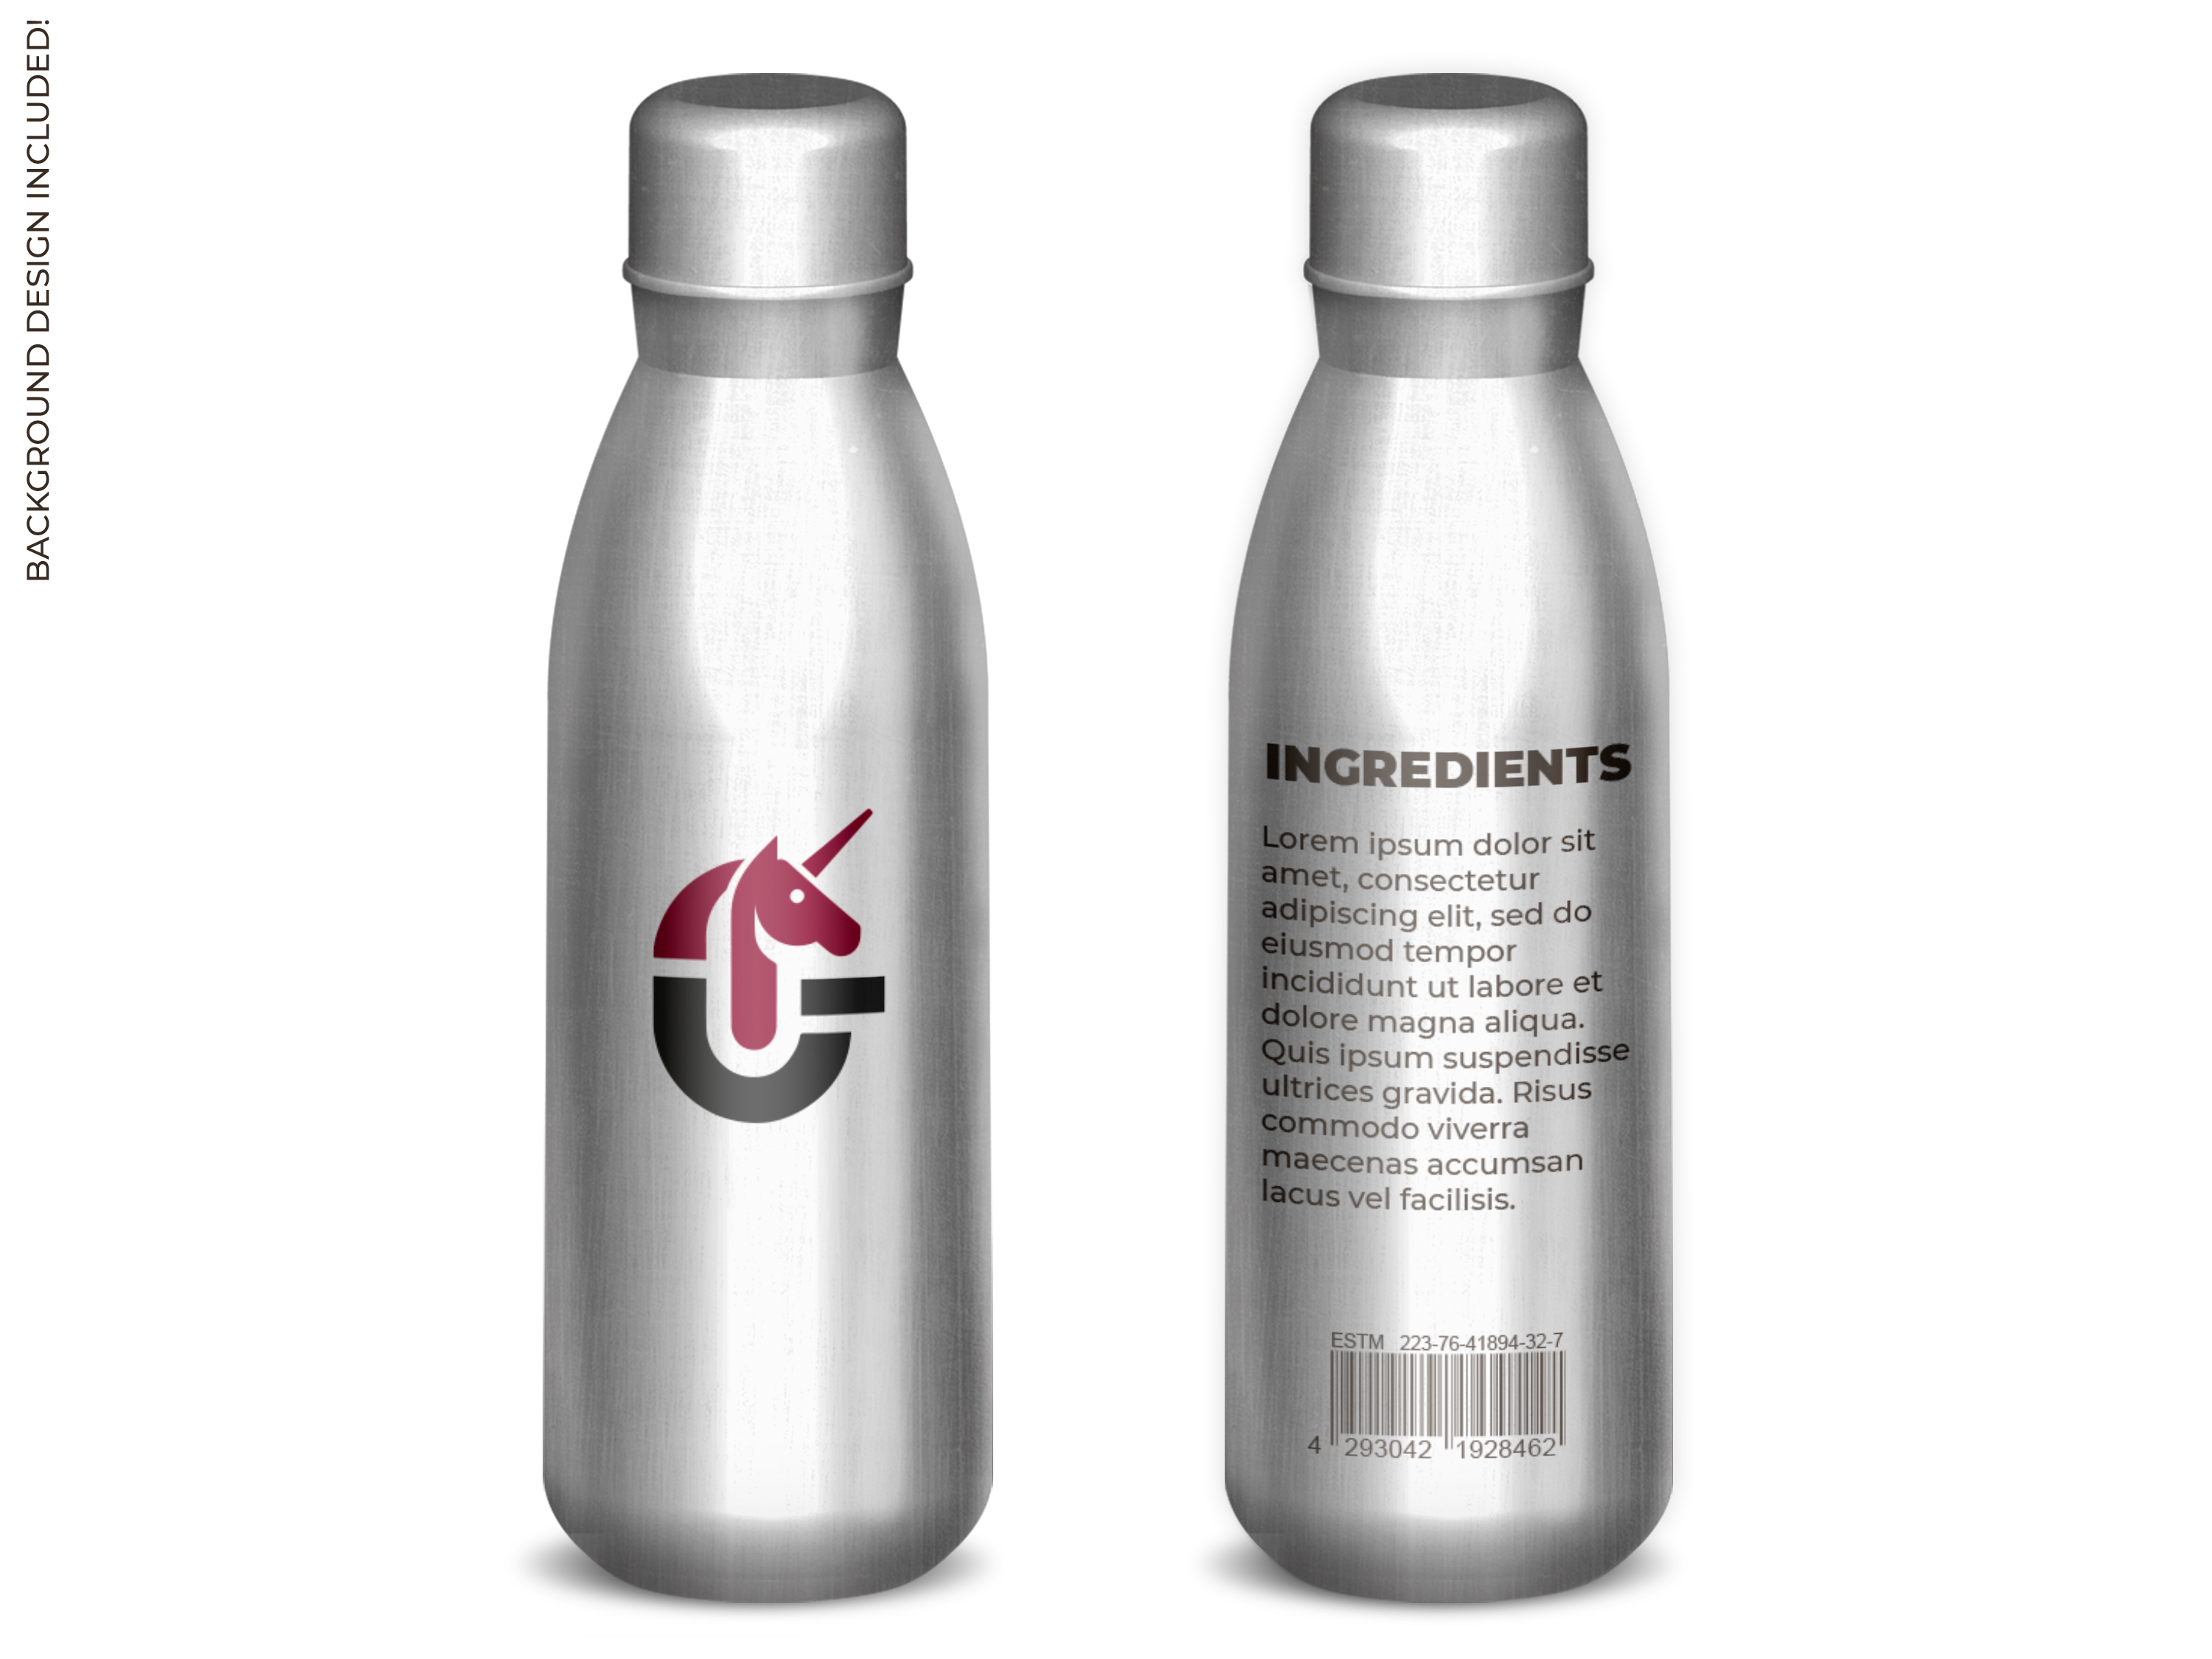 BACKGROUND DESIGN INCLUDED!
INGREDIENTS
Lorem ipsum dolor sit
amet, consectetur
adipiscing elit, sed do
eiusmod tempor
incididunt ut labore et
dolore magna aliqua.
Quis ipsum suspendisse
ultrices gravida. Risus
commodo viverra
maecenas accumsan
lacus vel facilisis.
ESTM 223-76-41894-32-7
4 293042 1928462